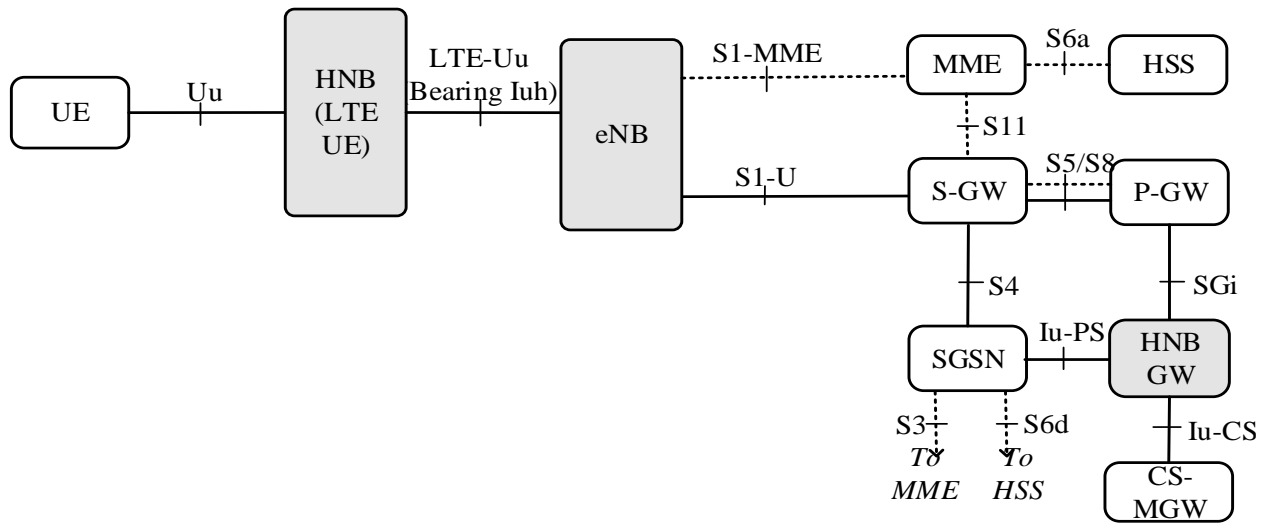 UE
Uu
HNB
(LTE
UE)
LTE-Uu
(Bearing Iuh)
eNB
S1-MME
MME
S6a
HSS
S11
S1-U
S-GW
S5/S8
P-GW
S4
SGi
SGSN
Iu-PS
HNB
GW
S3
S6d
Iu-CS
To
MME
To
HSS
CS-
MGW